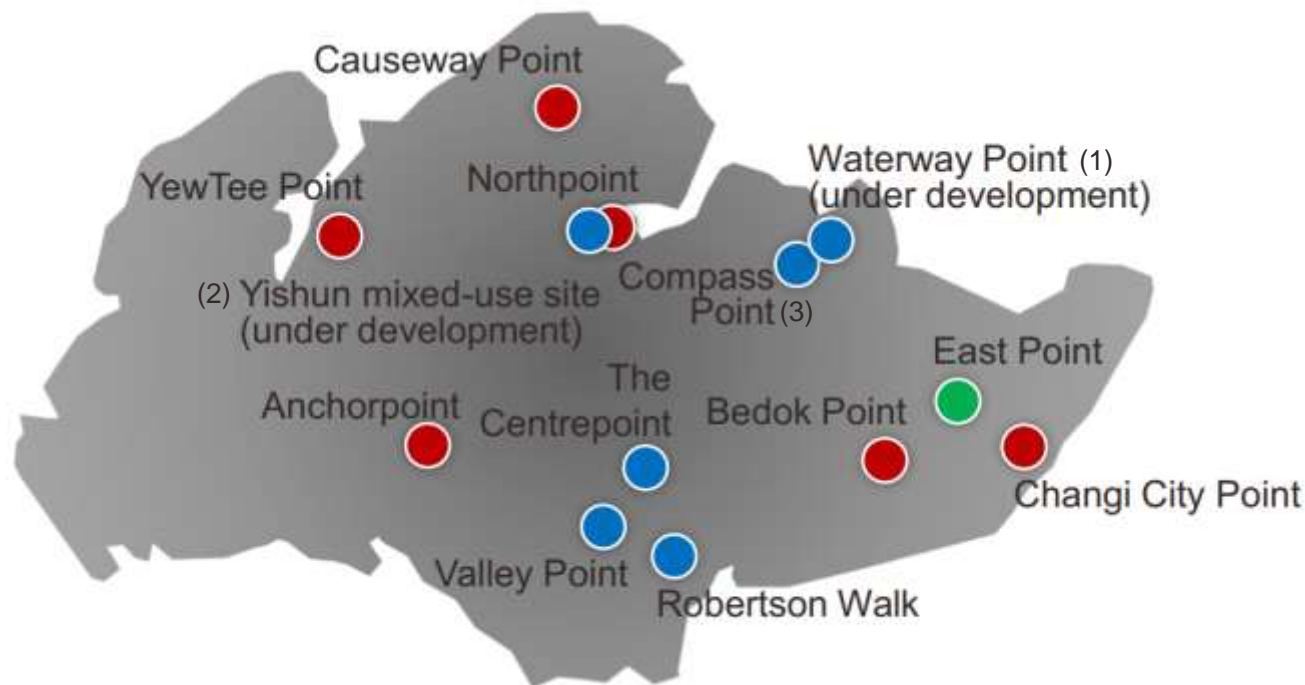 Causeway Point
Waterway Point (1)
(under development)
YewTee Point
Northpoint
Compass
Point (3)
(2) Yishun mixed-use site
(under development)
East Point
The
Centrepoint
Anchorpoint
Bedok Point
Changi City Point
Valley Point
Robertson Walk